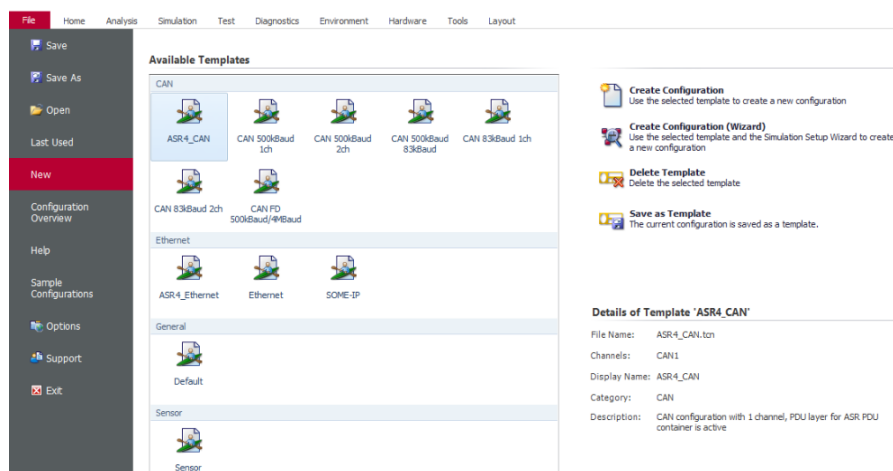 File Home Analysis Simulation Test Diagnostics Environment Hardware Tools Layout
Save
Save As
Open
Last Used
New
Configuration
Overview
Help
Sample
Configurations
Options
Support
Exit
Available Templates
CAN
ASR4_CAN
CAN 500kBaud
1ch
CAN 500kBaud
2ch
CAN 500kBaud
83kBaud
CAN 83kBaud 1ch
CAN 83kBaud 2ch
CAN FD
500kBaud/4MBaud
Ethernet
ASR4_Ethernet
Ethernet
SOME-IP
General
Default
Sensor
Sensor
Create Configuration
Use the selected template to create a new configuration
Create Configuration (Wizard)
Use the selected template and the Simulation Setup Wizard to create
a new configuration
Delete Template
Delete the selected template
Save as Template
The current configuration is saved as a template.
Details of Template 'ASR4_CAN'
File Name: ASR4_CAN.tcn
Channels: CAN1
Display Name: ASR4_CAN
Category: CAN
Description: CAN configuration with 1 channel, PDU layer for ASR PDU
container is active